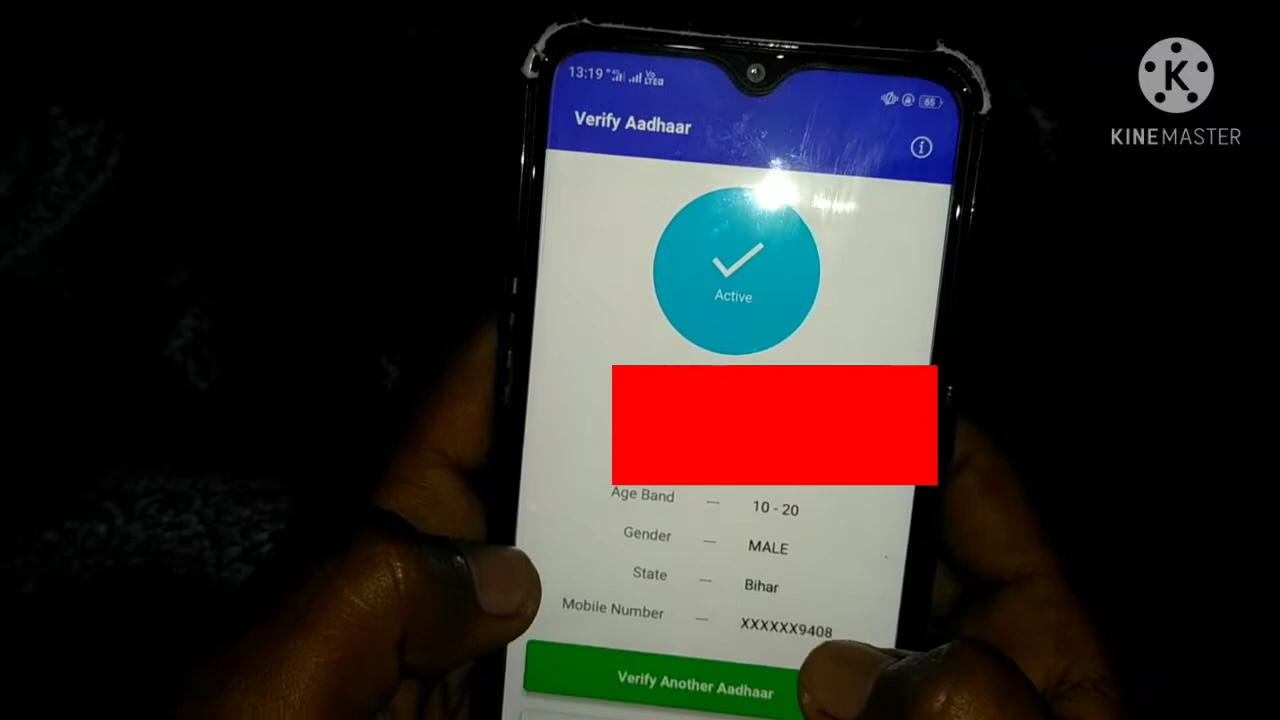 13:19
Verify Aadhaar
KINEMASTER
Active
Age Band — 10 - 20
Gender — MALE
State — Bihar
Mobile Number — XXXXXX9408
Verify Another Aadhaar